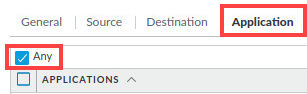 General Source Destination Application
Any
APPLICATIONS